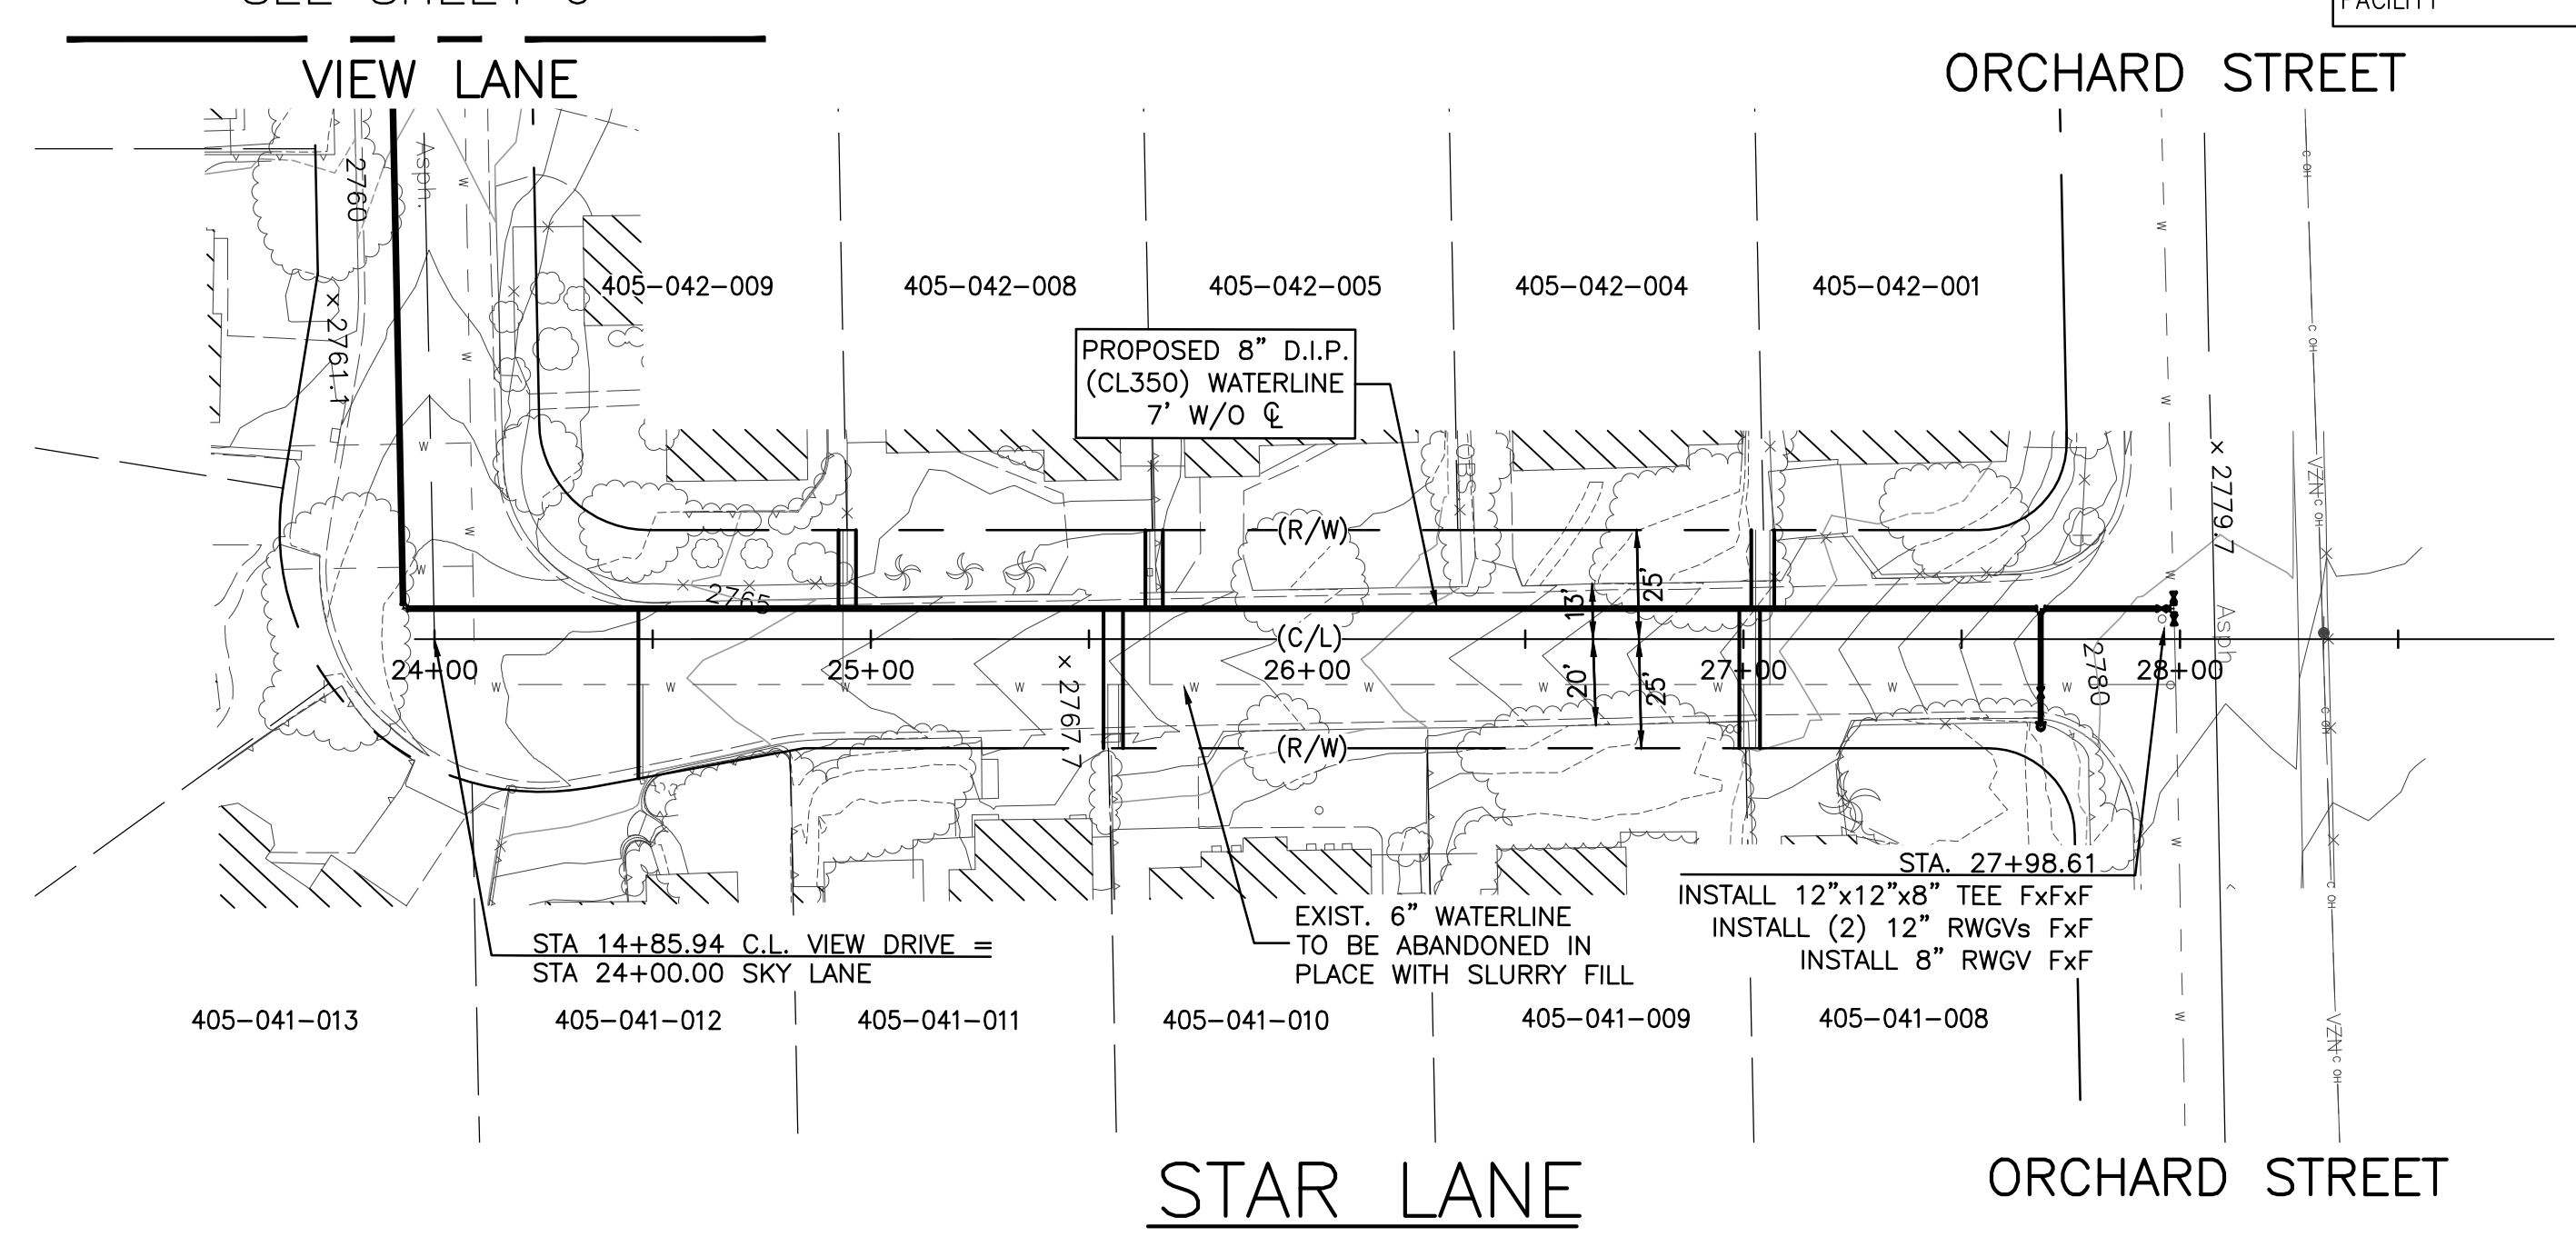 VIEW LANE
ORCHARD STREET
2760
Asph.
× 2761.1
405-042-009
405-042-008
405-042-005
405-042-004
405-042-001
PROPOSED 8" D.I.P.
(CL350) WATERLINE
7' W/O ℄
× 2779.7
VZN
(R/W)
2765
13'
25'
(C/L)
24+00
25+00
26+00
27+00
28+00
× 2767.7
20'
25'
2780
Asph.
(R/W)
STA. 27+98.61
INSTALL 12"x12"x8" TEE FxFxF
INSTALL (2) 12" RWGVs FxF
INSTALL 8" RWGV FxF
EXIST. 6" WATERLINE
TO BE ABANDONED IN
PLACE WITH SLURRY FILL
STA 14+85.94 C.L. VIEW DRIVE =
STA 24+00.00 SKY LANE
405-041-013
405-041-012
405-041-011
405-041-010
405-041-009
405-041-008
VZN
STAR LANE
ORCHARD STREET